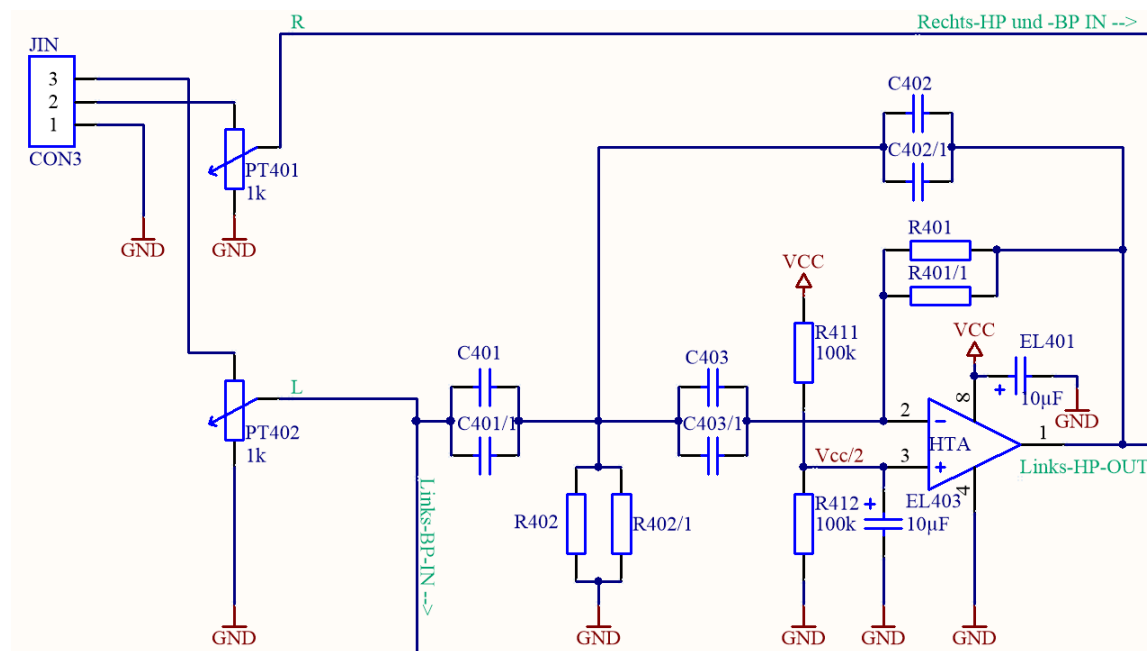 R
Rechts-HP und -BP IN -->
JIN
3
2
1
CON3
PT401
1k
GND
GND
C402
C402/1
R401
R401/1
VCC
R411
100k
VCC
EL401
10µF
GND
L
PT402
1k
C401
C401/1
C403
C403/1
2
HTA
8
1
3
4
Vcc/2
Links-HP-OUT
EL403
10µF
R412
100k
R402
R402/1
Links-BP-IN -->
GND
GND
GND
GND
GND